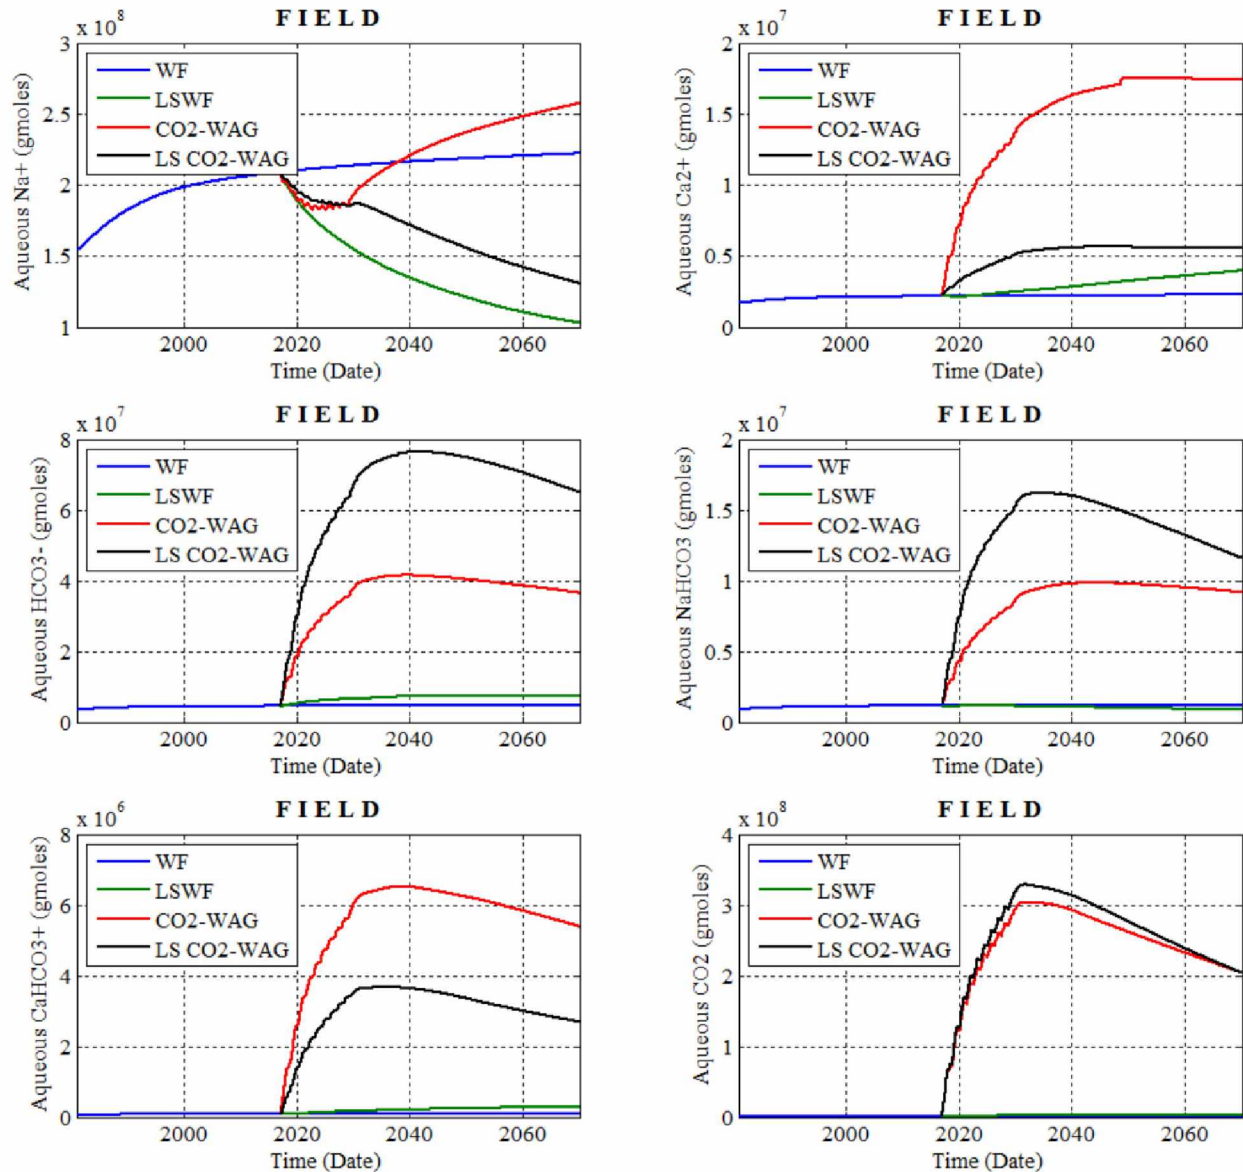 FIELD
x 10^8
Aqueous Na+ (gmoles)
3
2.5
2
1.5
1
WF
LSWF
CO2-WAG
LS CO2-WAG
2000 2020 2040 2060
Time (Date)
FIELD
x 10^7
Aqueous Ca2+ (gmoles)
2
1.5
1
0.5
0
WF
LSWF
CO2-WAG
LS CO2-WAG
2000 2020 2040 2060
Time (Date)
FIELD
x 10^7
Aqueous HCO3- (gmoles)
8
6
4
2
0
WF
LSWF
CO2-WAG
LS CO2-WAG
2000 2020 2040 2060
Time (Date)
FIELD
x 10^7
Aqueous NaHCO3 (gmoles)
2
1.5
1
0.5
0
WF
LSWF
CO2-WAG
LS CO2-WAG
2000 2020 2040 2060
Time (Date)
FIELD
x 10^6
Aqueous CaHCO3+ (gmoles)
8
6
4
2
0
WF
LSWF
CO2-WAG
LS CO2-WAG
2000 2020 2040 2060
Time (Date)
FIELD
x 10^8
Aqueous CO2 (gmoles)
4
3
2
1
0
WF
LSWF
CO2-WAG
LS CO2-WAG
2000 2020 2040 2060
Time (Date)